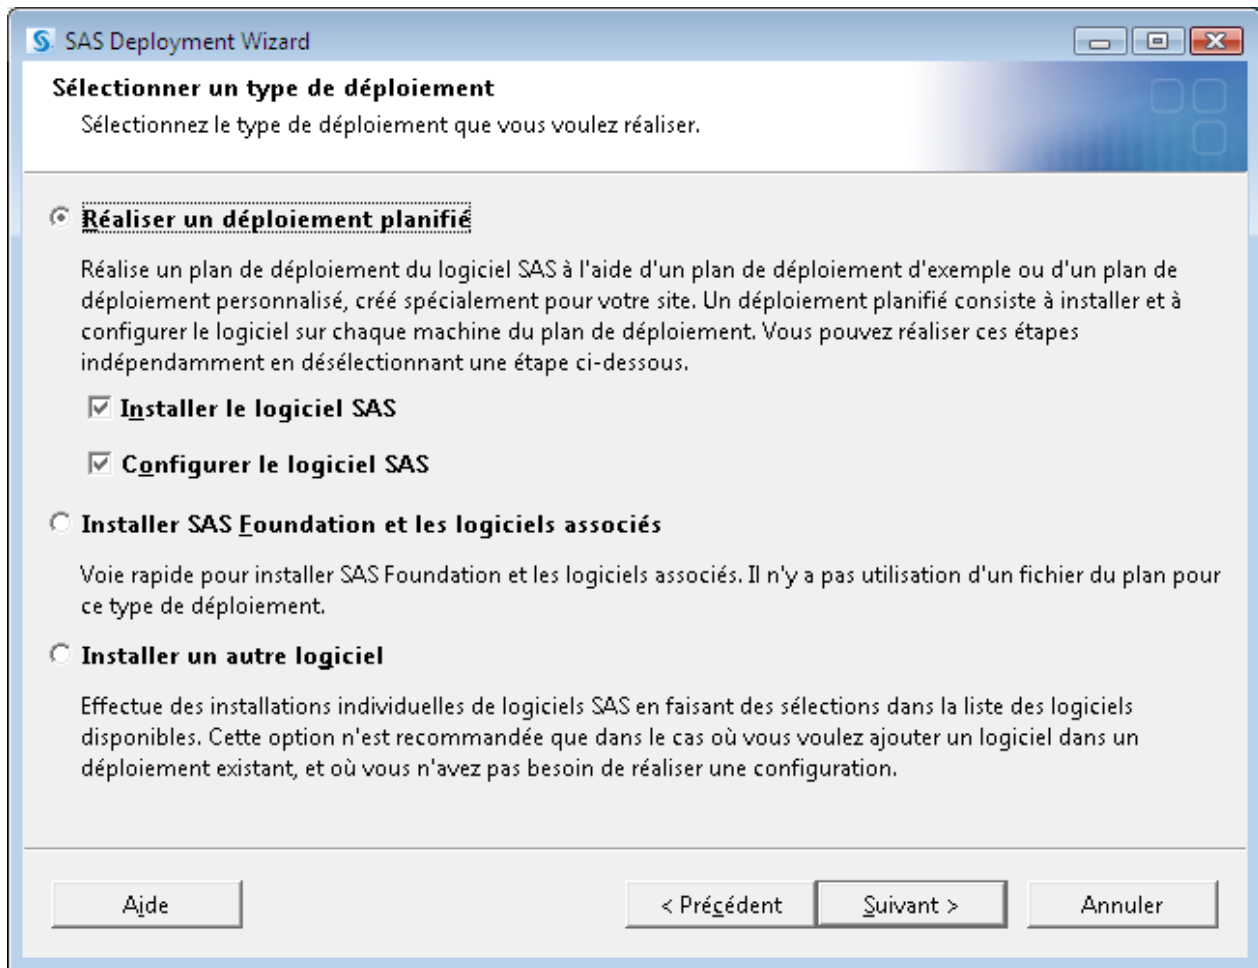 SAS Deployment Wizard
Sélectionner un type de déploiement
Sélectionnez le type de déploiement que vous voulez réaliser.
Réaliser un déploiement planifié
Réalise un plan de déploiement du logiciel SAS à l'aide d'un plan de déploiement d'exemple ou d'un plan de
déploiement personnalisé, créé spécialement pour votre site. Un déploiement planifié consiste à installer et à
configurer le logiciel sur chaque machine du plan de déploiement. Vous pouvez réaliser ces étapes
indépendamment en désélectionnant une étape ci-dessous.
Installer le logiciel SAS
Configurer le logiciel SAS
Installer SAS Foundation et les logiciels associés
Voie rapide pour installer SAS Foundation et les logiciels associés. Il n'y a pas utilisation d'un fichier du plan pour
ce type de déploiement.
Installer un autre logiciel
Effectue des installations individuelles de logiciels SAS en faisant des sélections dans la liste des logiciels
disponibles. Cette option n'est recommandée que dans le cas où vous voulez ajouter un logiciel dans un
déploiement existant, et où vous n'avez pas besoin de réaliser une configuration.
Aide
< Précédent
Suivant >
Annuler